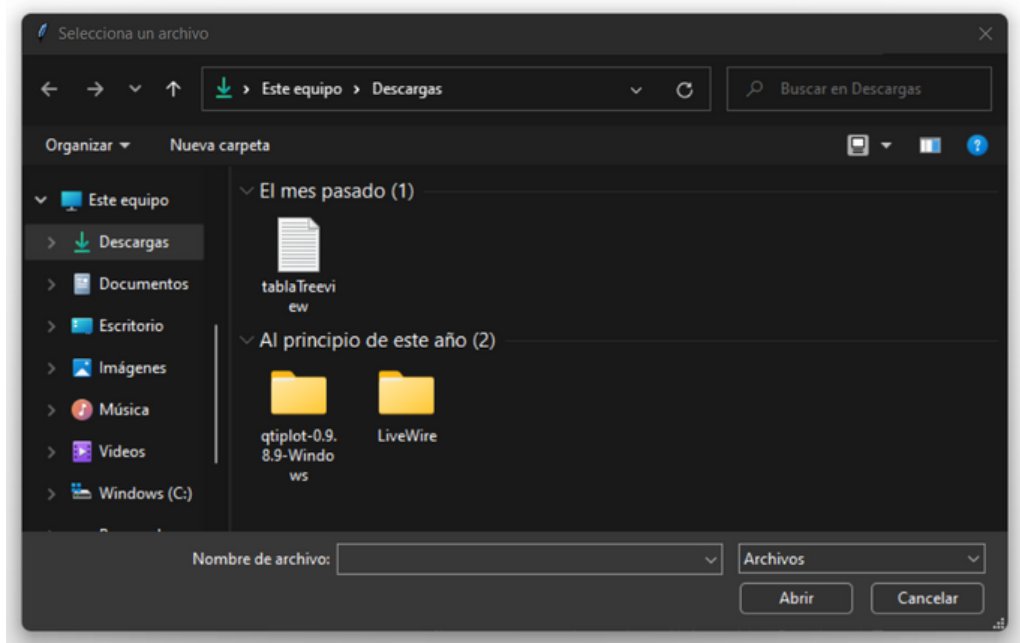 Selecciona un archivo
Este equipo > Descargas
Buscar en Descargas
Organizar
Nueva carpeta
Este equipo
Descargas
Documentos
Escritorio
Imágenes
Música
Videos
Windows (C:)
El mes pasado (1)
tablaTreevi
ew
Al principio de este año (2)
qtiplot-0.9.
8.9-Windo
ws
LiveWire
Nombre de archivo:
Archivos
Abrir
Cancelar